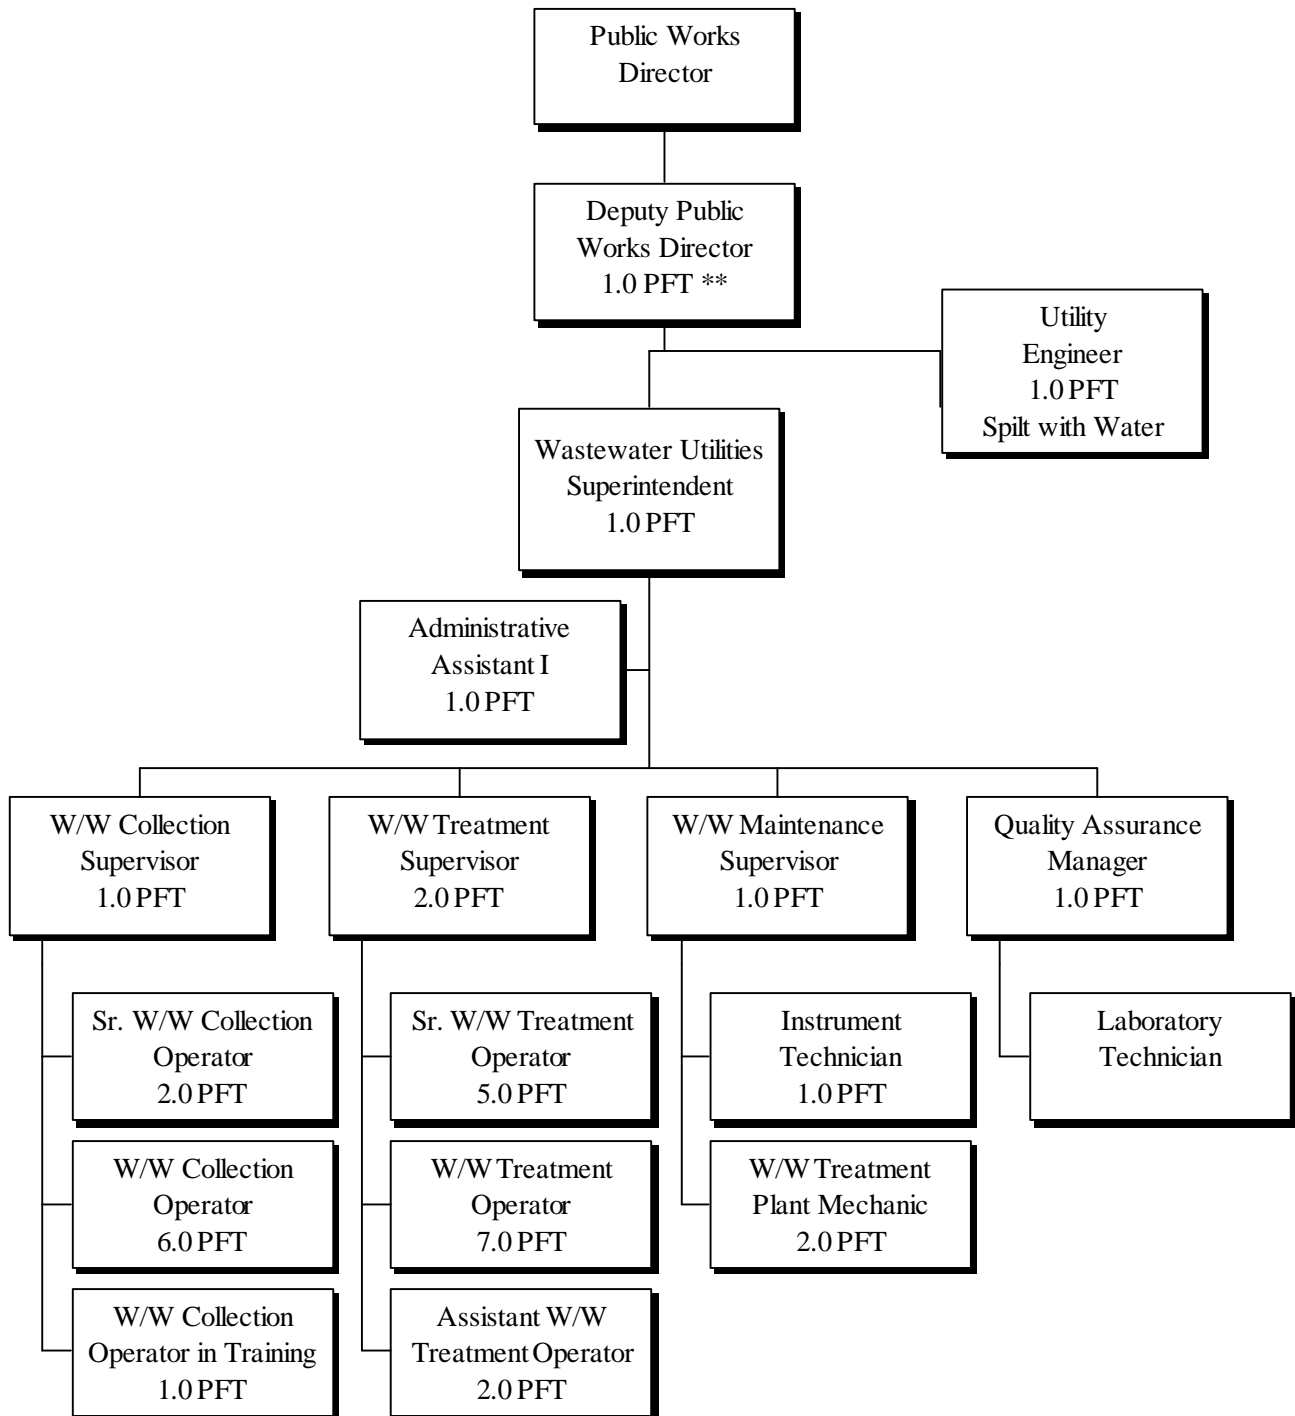 Public Works
Director
Deputy Public
Works Director
1.0 PFT **
Utility
Engineer
1.0 PFT
Spilt with Water
Wastewater Utilities
Superintendent
1.0 PFT
Administrative
Assistant I
1.0 PFT
W/W Collection
Supervisor
1.0 PFT
W/W Treatment
Supervisor
2.0 PFT
W/W Maintenance
Supervisor
1.0 PFT
Quality Assurance
Manager
1.0 PFT
Sr. W/W Collection
Operator
2.0 PFT
Sr. W/W Treatment
Operator
5.0 PFT
Instrument
Technician
1.0 PFT
Laboratory
Technician
W/W Collection
Operator
6.0 PFT
W/W Treatment
Operator
7.0 PFT
W/W Treatment
Plant Mechanic
2.0 PFT
W/W Collection
Operator in Training
1.0 PFT
Assistant W/W
Treatment Operator
2.0 PFT